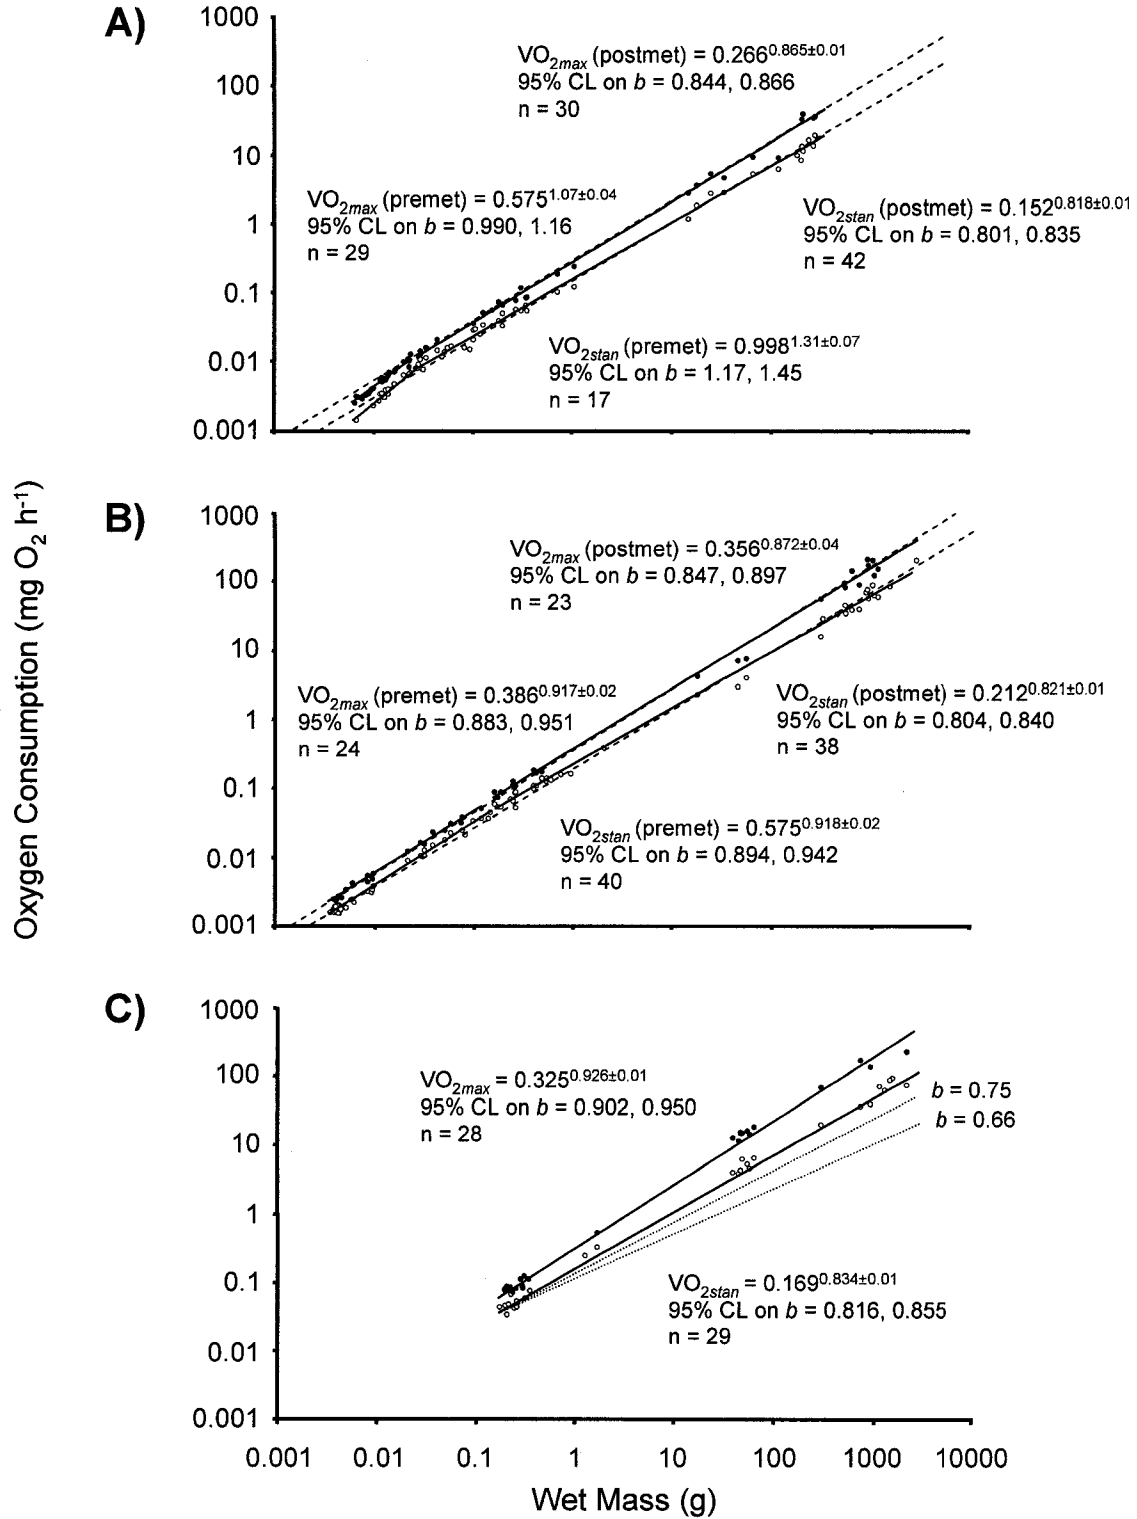 A)
1000
100
10
1
0.1
0.01
0.001
VO2max (postmet) = 0.266^0.865±0.01
95% CL on b = 0.844, 0.866
n = 30
VO2max (premet) = 0.575^1.07±0.04
95% CL on b = 0.990, 1.16
n = 29
VO2stan (postmet) = 0.152^0.818±0.01
95% CL on b = 0.801, 0.835
n = 42
VO2stan (premet) = 0.998^1.31±0.07
95% CL on b = 1.17, 1.45
n = 17
Oxygen Consumption (mg O2 h-1)
B)
1000
100
10
1
0.1
0.01
0.001
VO2max (postmet) = 0.356^0.872±0.04
95% CL on b = 0.847, 0.897
n = 23
VO2max (premet) = 0.386^0.917±0.02
95% CL on b = 0.883, 0.951
n = 24
VO2stan (postmet) = 0.212^0.821±0.01
95% CL on b = 0.804, 0.840
n = 38
VO2stan (premet) = 0.575^0.918±0.02
95% CL on b = 0.894, 0.942
n = 40
C)
1000
100
10
1
0.1
0.01
0.001
VO2max = 0.325^0.926±0.01
95% CL on b = 0.902, 0.950
n = 28
b = 0.75
b = 0.66
VO2stan = 0.169^0.834±0.01
95% CL on b = 0.816, 0.855
n = 29
0.001 0.01 0.1 1 10 100 1000 10000
Wet Mass (g)